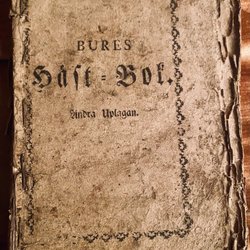 BURES
Häst=Bok.
Andra Uplagan.